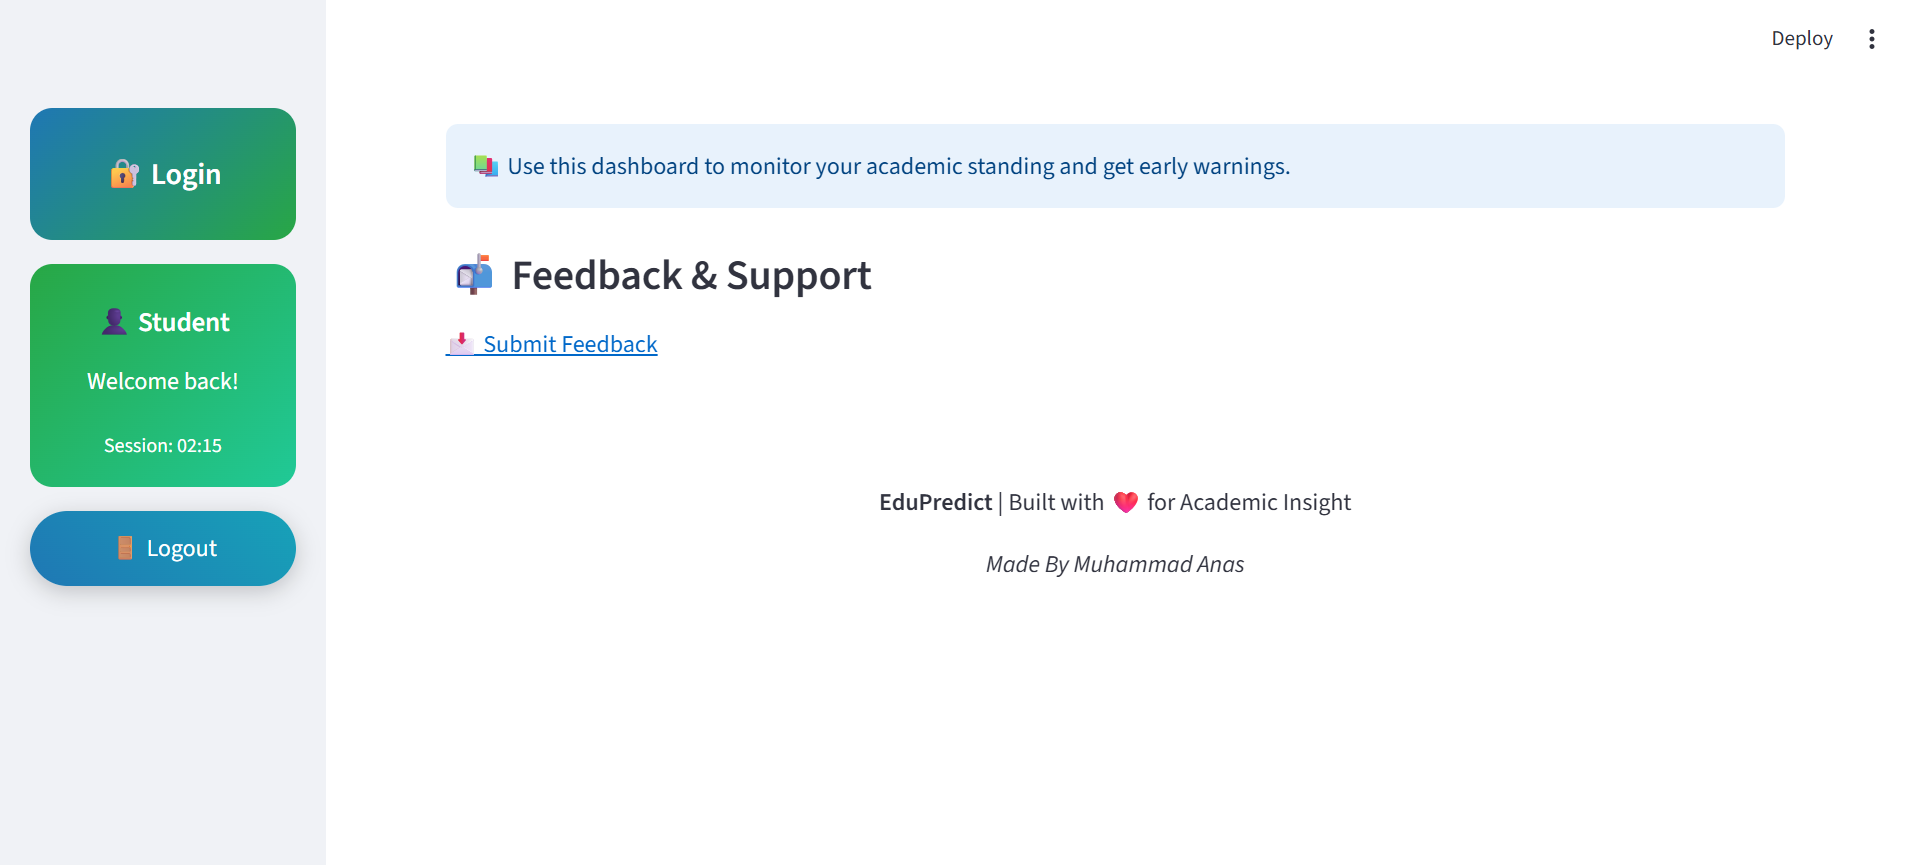 Deploy
🔐 Login
👤 Student
Welcome back!
Session: 02:15
🚪 Logout
📚 Use this dashboard to monitor your academic standing and get early warnings.
📬 Feedback & Support
📩 Submit Feedback
EduPredict | Built with ❤️ for Academic Insight
Made By Muhammad Anas